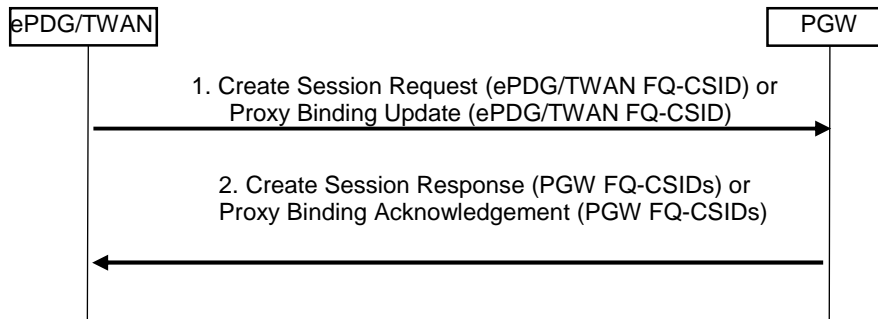 ePDG/TWAN
PGW
1. Create Session Request (ePDG/TWAN FQ-CSID) or
Proxy Binding Update (ePDG/TWAN FQ-CSID)
2. Create Session Response (PGW FQ-CSIDs) or
Proxy Binding Acknowledgement (PGW FQ-CSIDs)